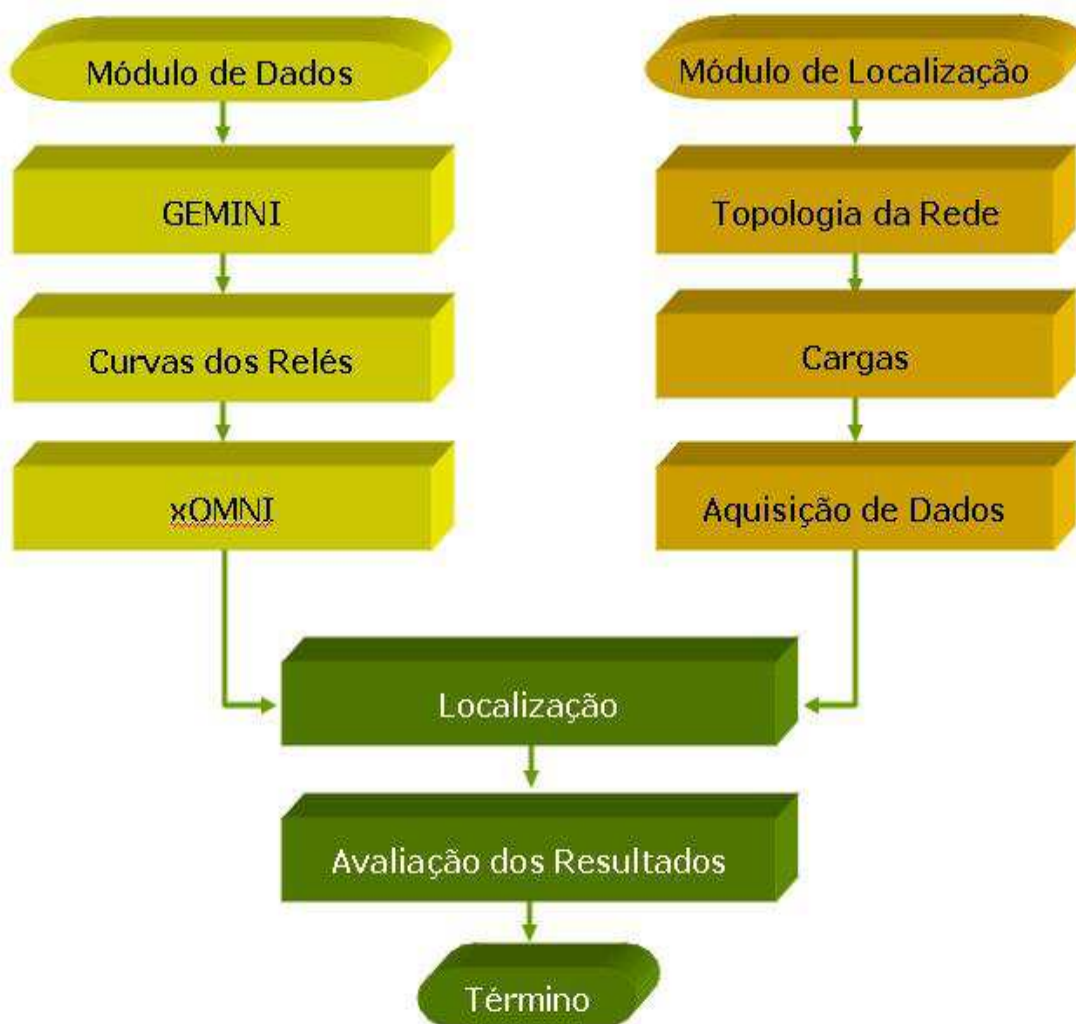 Módulo de Dados
GEMINI
Curvas dos Relés
xOMNI
Módulo de Localização
Topologia da Rede
Cargas
Aquisição de Dados
Localização
Avaliação dos Resultados
Término